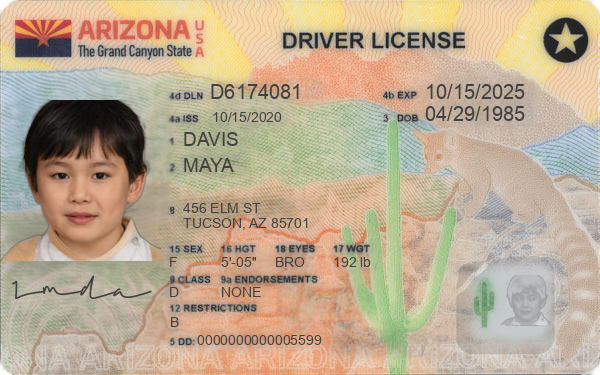 ARIZONA USA
The Grand Canyon State
DRIVER LICENSE
4d DLN D6174081 4b EXP 10/15/2025
4a ISS 10/15/2020 3 DOB 04/29/1985
1 DAVIS
2 MAYA
8 456 ELM ST
TUCSON, AZ 85701
15 SEX 16 HGT 18 EYES 17 WGT
F 5'-05" BRO 192 lb
9 CLASS 9a ENDORSEMENTS
D NONE
12 RESTRICTIONS
B
5 DD: 0000000000005599
Linda
ARIZONA ARIZONA ARIZONA ARIZONA